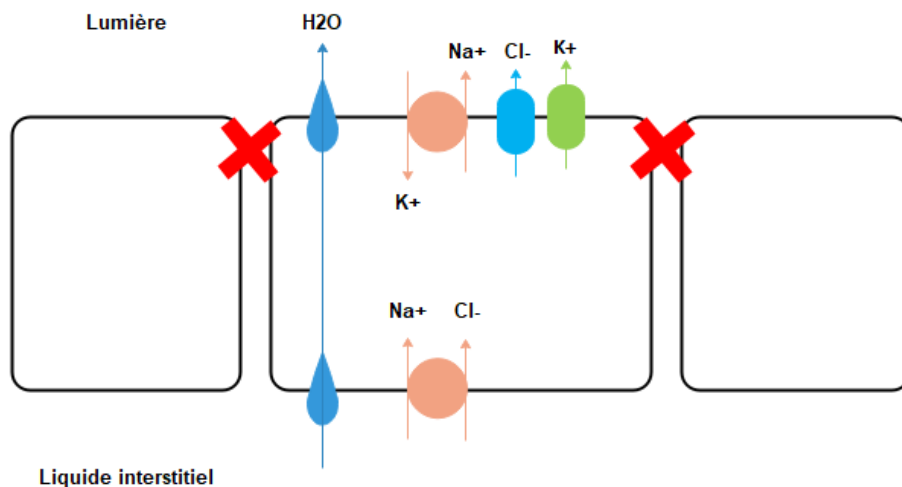 Lumière
H2O
Na+
Cl-
K+
K+
Na+
Cl-
Liquide interstitiel